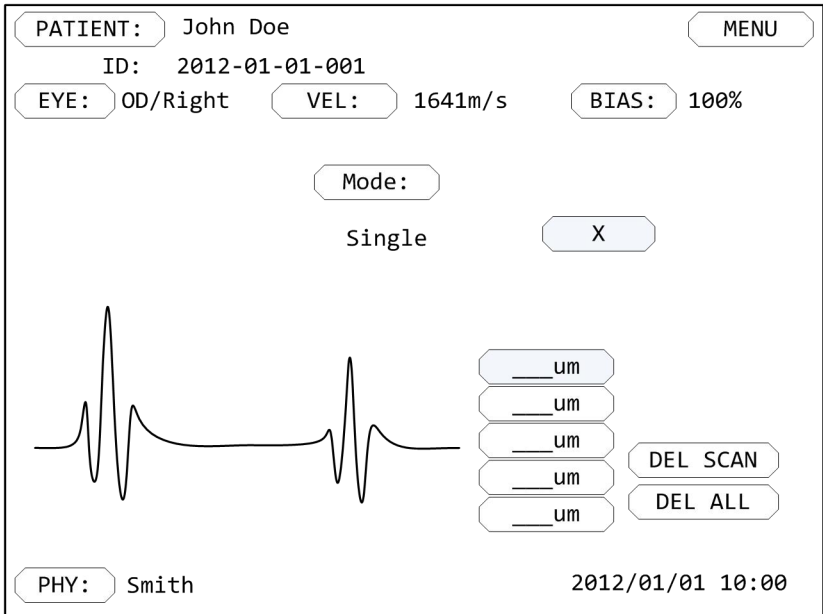 PATIENT: John Doe MENU
ID: 2012-01-01-001
EYE: OD/Right VEL: 1641m/s BIAS: 100%
Mode:
Single X
___um
___um
___um
___um
___um
DEL SCAN
DEL ALL
PHY: Smith 2012/01/01 10:00